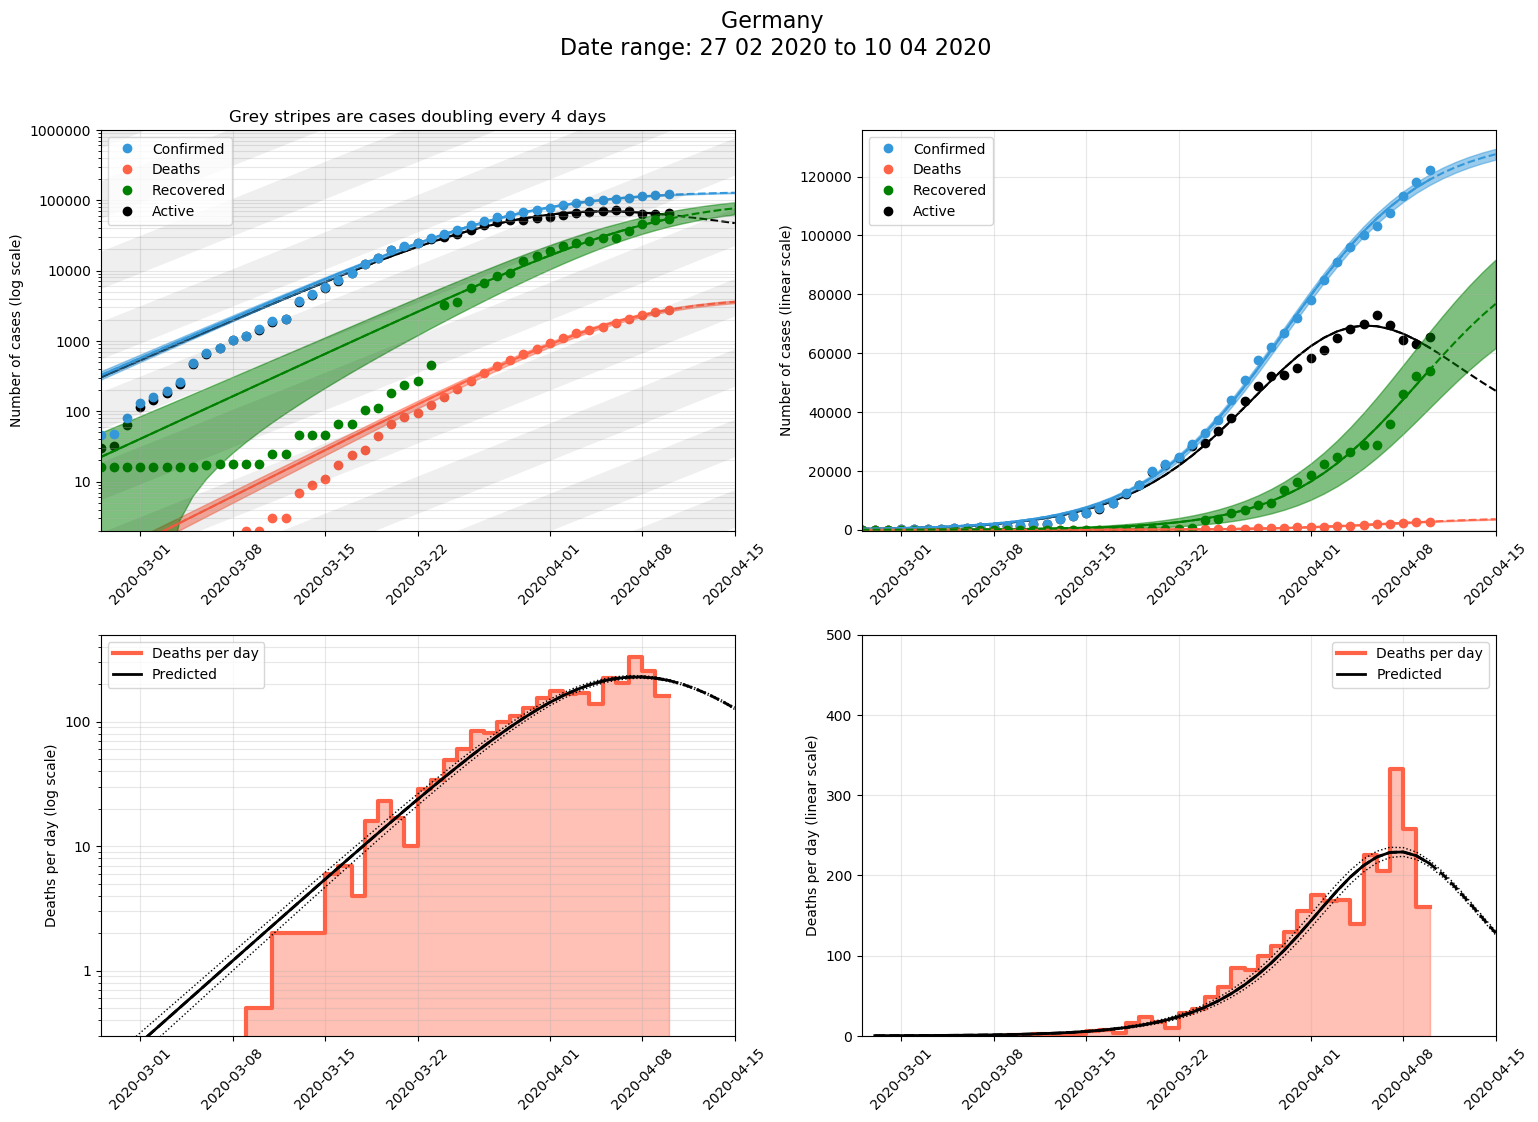 Germany
Date range: 27 02 2020 to 10 04 2020
Grey stripes are cases doubling every 4 days
Number of cases (log scale)
1000000
100000
10000
1000
100
10
Confirmed
Deaths
Recovered
Active
2020-03-01
2020-03-08
2020-03-15
2020-03-22
2020-04-01
2020-04-08
2020-04-15
Number of cases (linear scale)
120000
100000
80000
60000
40000
20000
0
Confirmed
Deaths
Recovered
Active
2020-03-01
2020-03-08
2020-03-15
2020-03-22
2020-04-01
2020-04-08
2020-04-15
Deaths per day (log scale)
100
10
1
Deaths per day
Predicted
2020-03-01
2020-03-08
2020-03-15
2020-03-22
2020-04-01
2020-04-08
2020-04-15
Deaths per day (linear scale)
500
400
300
200
100
0
Deaths per day
Predicted
2020-03-01
2020-03-08
2020-03-15
2020-03-22
2020-04-01
2020-04-08
2020-04-15